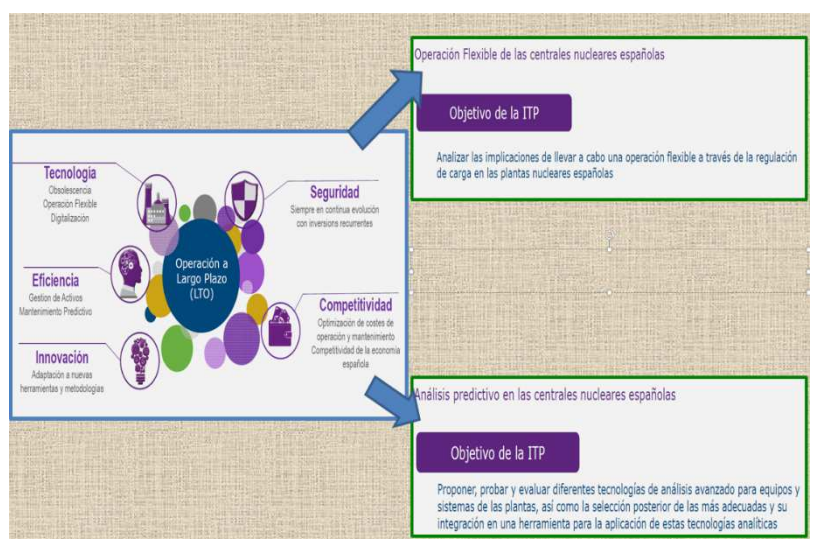 Operación Flexible de las centrales nucleares españolas
Objetivo de la ITP
Analizar las implicaciones de llevar a cabo una operación flexible a través de la regulación
de carga en las plantas nucleares españolas
Tecnología
Obsolescencia
Operación Flexible
Digitalización
Seguridad
Siempre en continua evolución
con inversions recurrentes
Operación a
Largo Plazo
(LTO)
Eficiencia
Gestion de Activos
Mantenimiento Predictivo
Competitividad
Optimización de costes de
operación y mantenimiento
Competitividad de la economía
española
Innovación
Adaptación a nuevas
herramientas y metodologías
Análisis predictivo en las centrales nucleares españolas
Objetivo de la ITP
Proponer, probar y evaluar diferentes tecnologías de análisis avanzado para equipos y
sistemas de las plantas, así como la selección posterior de las más adecuadas y su
integración en una herramienta para la aplicación de estas tecnologías analíticas